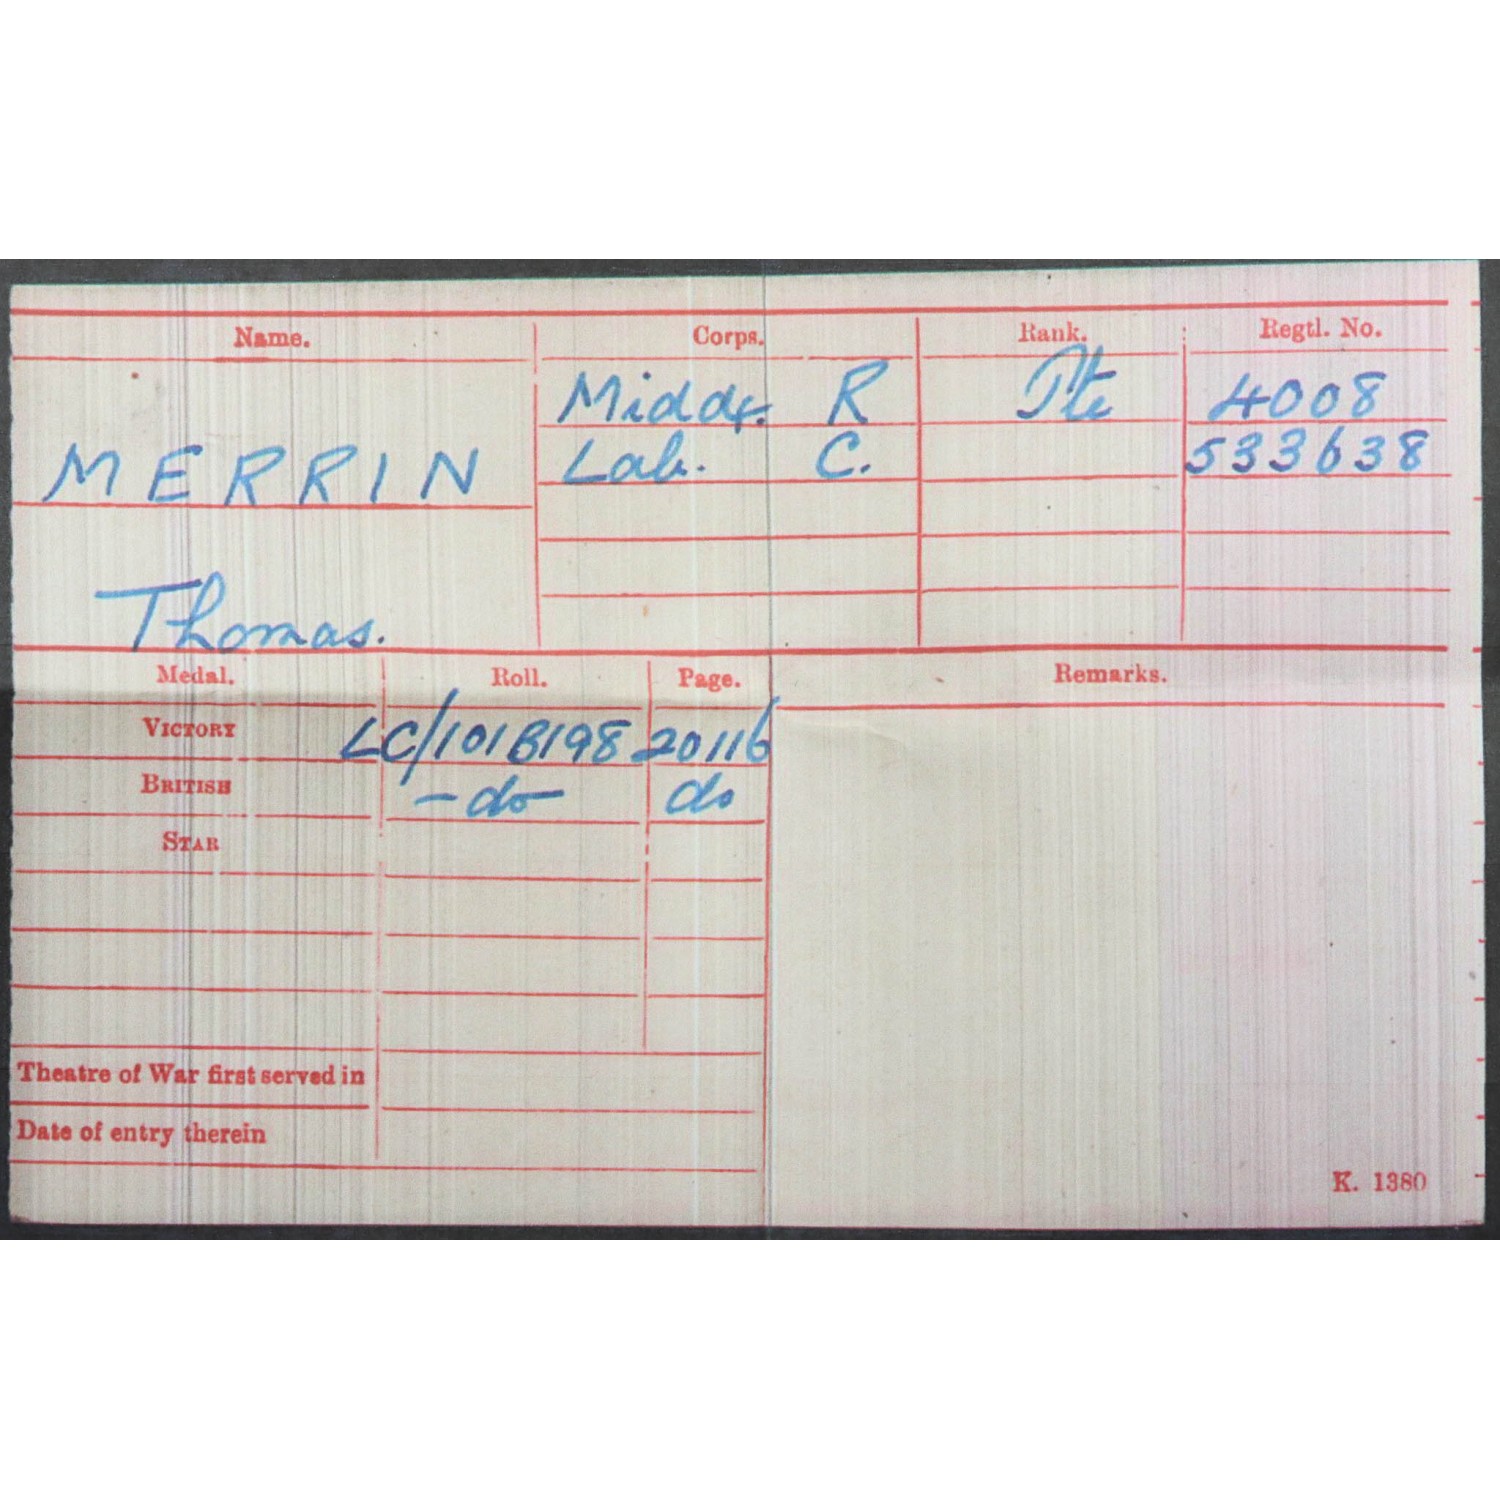 Name. Corps. Rank. Regtl. No.
Middx. R Pte 4008
MERRIN Lab. C. 533638
Thomas.
Medal. Roll. Page. Remarks.
VICTORY LC/101B198 20116
BRITISH -do- do
STAR
Theatre of War first served in
Date of entry therein
K. 1380